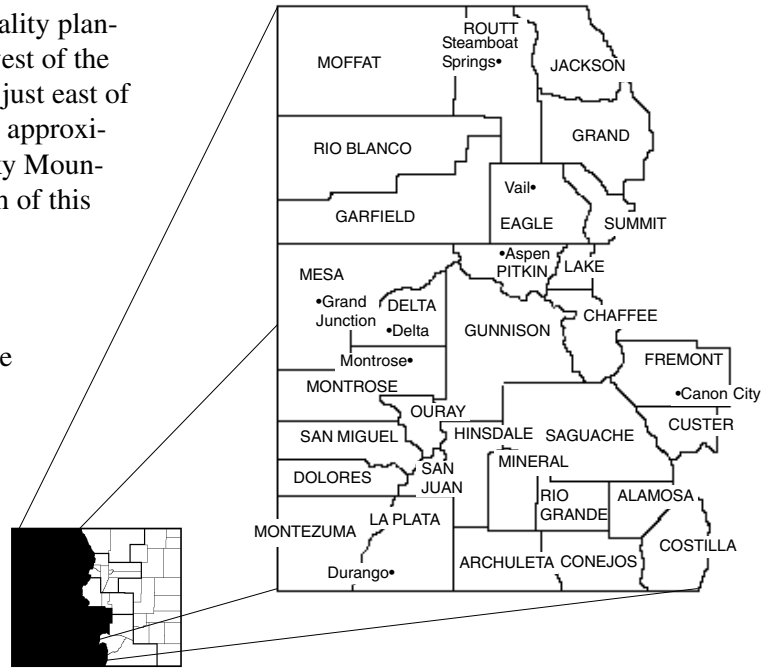 ality plan-
vest of the
just east of
approxi-
xy Moun-
n of this
e
ROUTT
Steamboat
Springs
MOFFAT
JACKSON
RIO BLANCO
GRAND
Vail
GARFIELD
EAGLE
SUMMIT
Aspen
PITKIN
LAKE
MESA
Grand
Junction
DELTA
Delta
GUNNISON
CHAFFEE
Montrose
FREMONT
MONTROSE
Canon City
OURAY
CUSTER
SAN MIGUEL
HINSDALE
SAGUACHE
DOLORES
SAN
JUAN
MINERAL
RIO
GRANDE
ALAMOSA
MONTEZUMA
LA PLATA
COSTILLA
ARCHULETA
CONEJOS
Durango